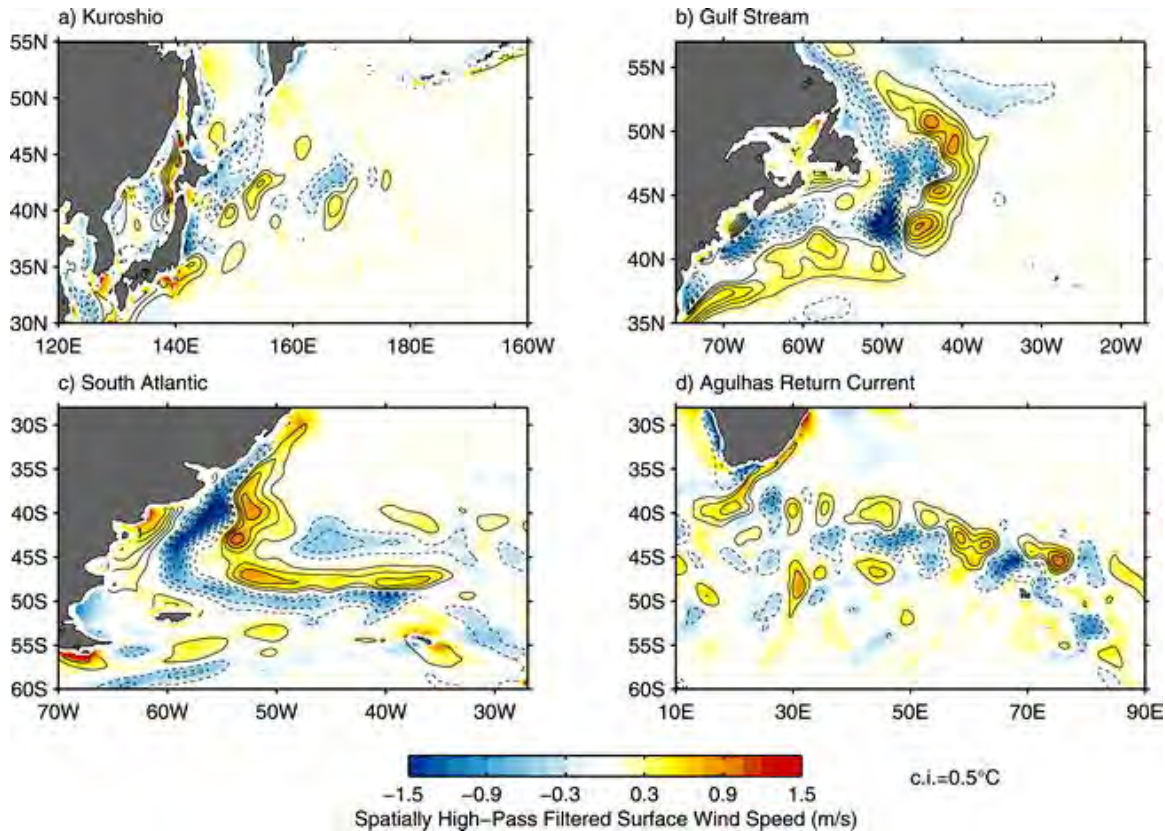 a) Kuroshio
55N
50N
45N
40N
35N
30N
120E 140E 160E 180E 160W
b) Gulf Stream
55N
50N
45N
40N
35N
70W 60W 50W 40W 30W 20W
c) South Atlantic
30S
35S
40S
45S
50S
55S
60S
70W 60W 50W 40W 30W
d) Agulhas Return Current
30S
35S
40S
45S
50S
55S
60S
10E 30E 50E 70E 90E
−1.5 −0.9 −0.3 0.3 0.9 1.5
c.i.=0.5°C
Spatially High−Pass Filtered Surface Wind Speed (m/s)